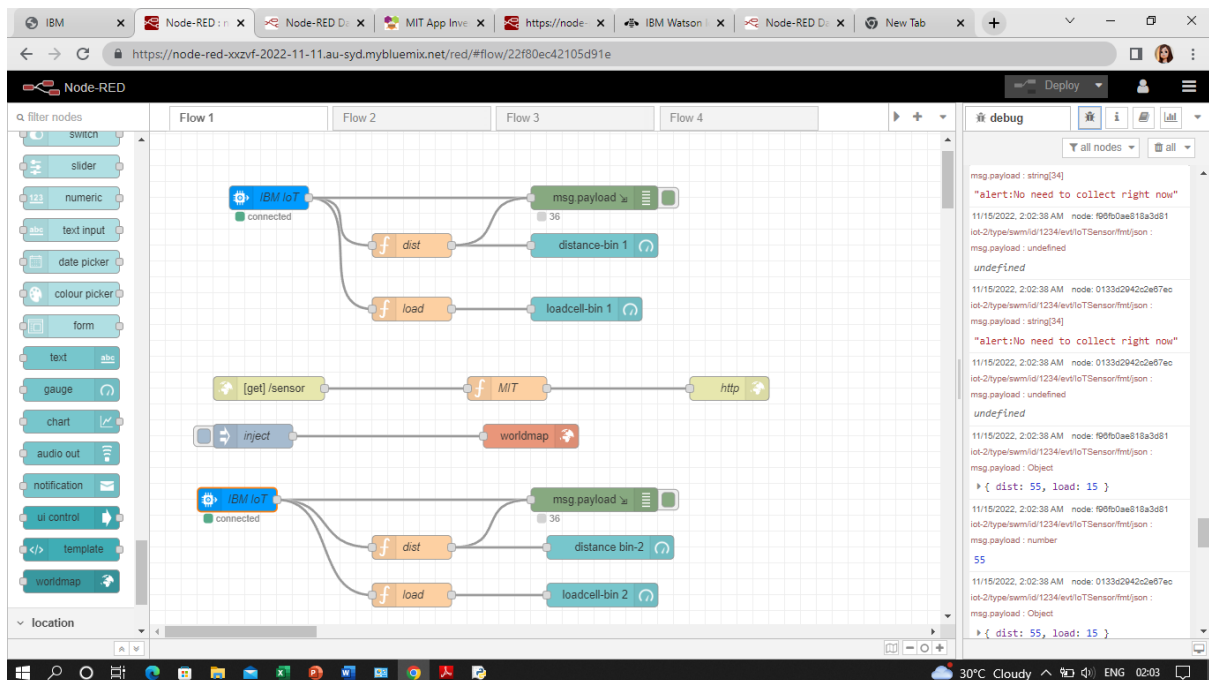 IBM
Node-RED : n
Node-RED Da
MIT App Inve
https://node-
IBM Watson
Node-RED Da
New Tab
https://node-red-xxzvf-2022-11-11.au-syd.mybluemix.net/red/#flow/22f80ec42105d91e
Node-RED
Deploy
filter nodes
Flow 1
Flow 2
Flow 3
Flow 4
debug
i
all nodes
all
switch
slider
123 numeric
abc text input
date picker
colour picker
form
text abc
gauge
chart
audio out
notification
ui control
</> template
worldmap
location
IBM IoT
connected
msg.payload
36
f dist
distance-bin 1
f load
loadcell-bin 1
[get] /sensor
f MIT
http
inject
worldmap
IBM IoT
connected
msg.payload
36
f dist
distance bin-2
f load
loadcell-bin 2
msg.payload : string[34]
"alert:No need to collect right now"
11/15/2022, 2:02:38 AM node: f96fb0ae818a3d81
iot-2/type/swm/id/1234/evt/IoTSensor/fmt/json :
msg.payload : undefined
undefined
11/15/2022, 2:02:38 AM node: 0133d2942c2e67ec
iot-2/type/swm/id/1234/evt/IoTSensor/fmt/json :
msg.payload : string[34]
"alert:No need to collect right now"
11/15/2022, 2:02:38 AM node: 0133d2942c2e67ec
iot-2/type/swm/id/1234/evt/IoTSensor/fmt/json :
msg.payload : undefined
undefined
11/15/2022, 2:02:38 AM node: f96fb0ae818a3d81
iot-2/type/swm/id/1234/evt/IoTSensor/fmt/json :
msg.payload : Object
{ dist: 55, load: 15 }
11/15/2022, 2:02:38 AM node: f96fb0ae818a3d81
iot-2/type/swm/id/1234/evt/IoTSensor/fmt/json :
msg.payload : number
55
11/15/2022, 2:02:38 AM node: 0133d2942c2e67ec
iot-2/type/swm/id/1234/evt/IoTSensor/fmt/json :
msg.payload : Object
{ dist: 55, load: 15 }
30°C Cloudy ENG 02:03